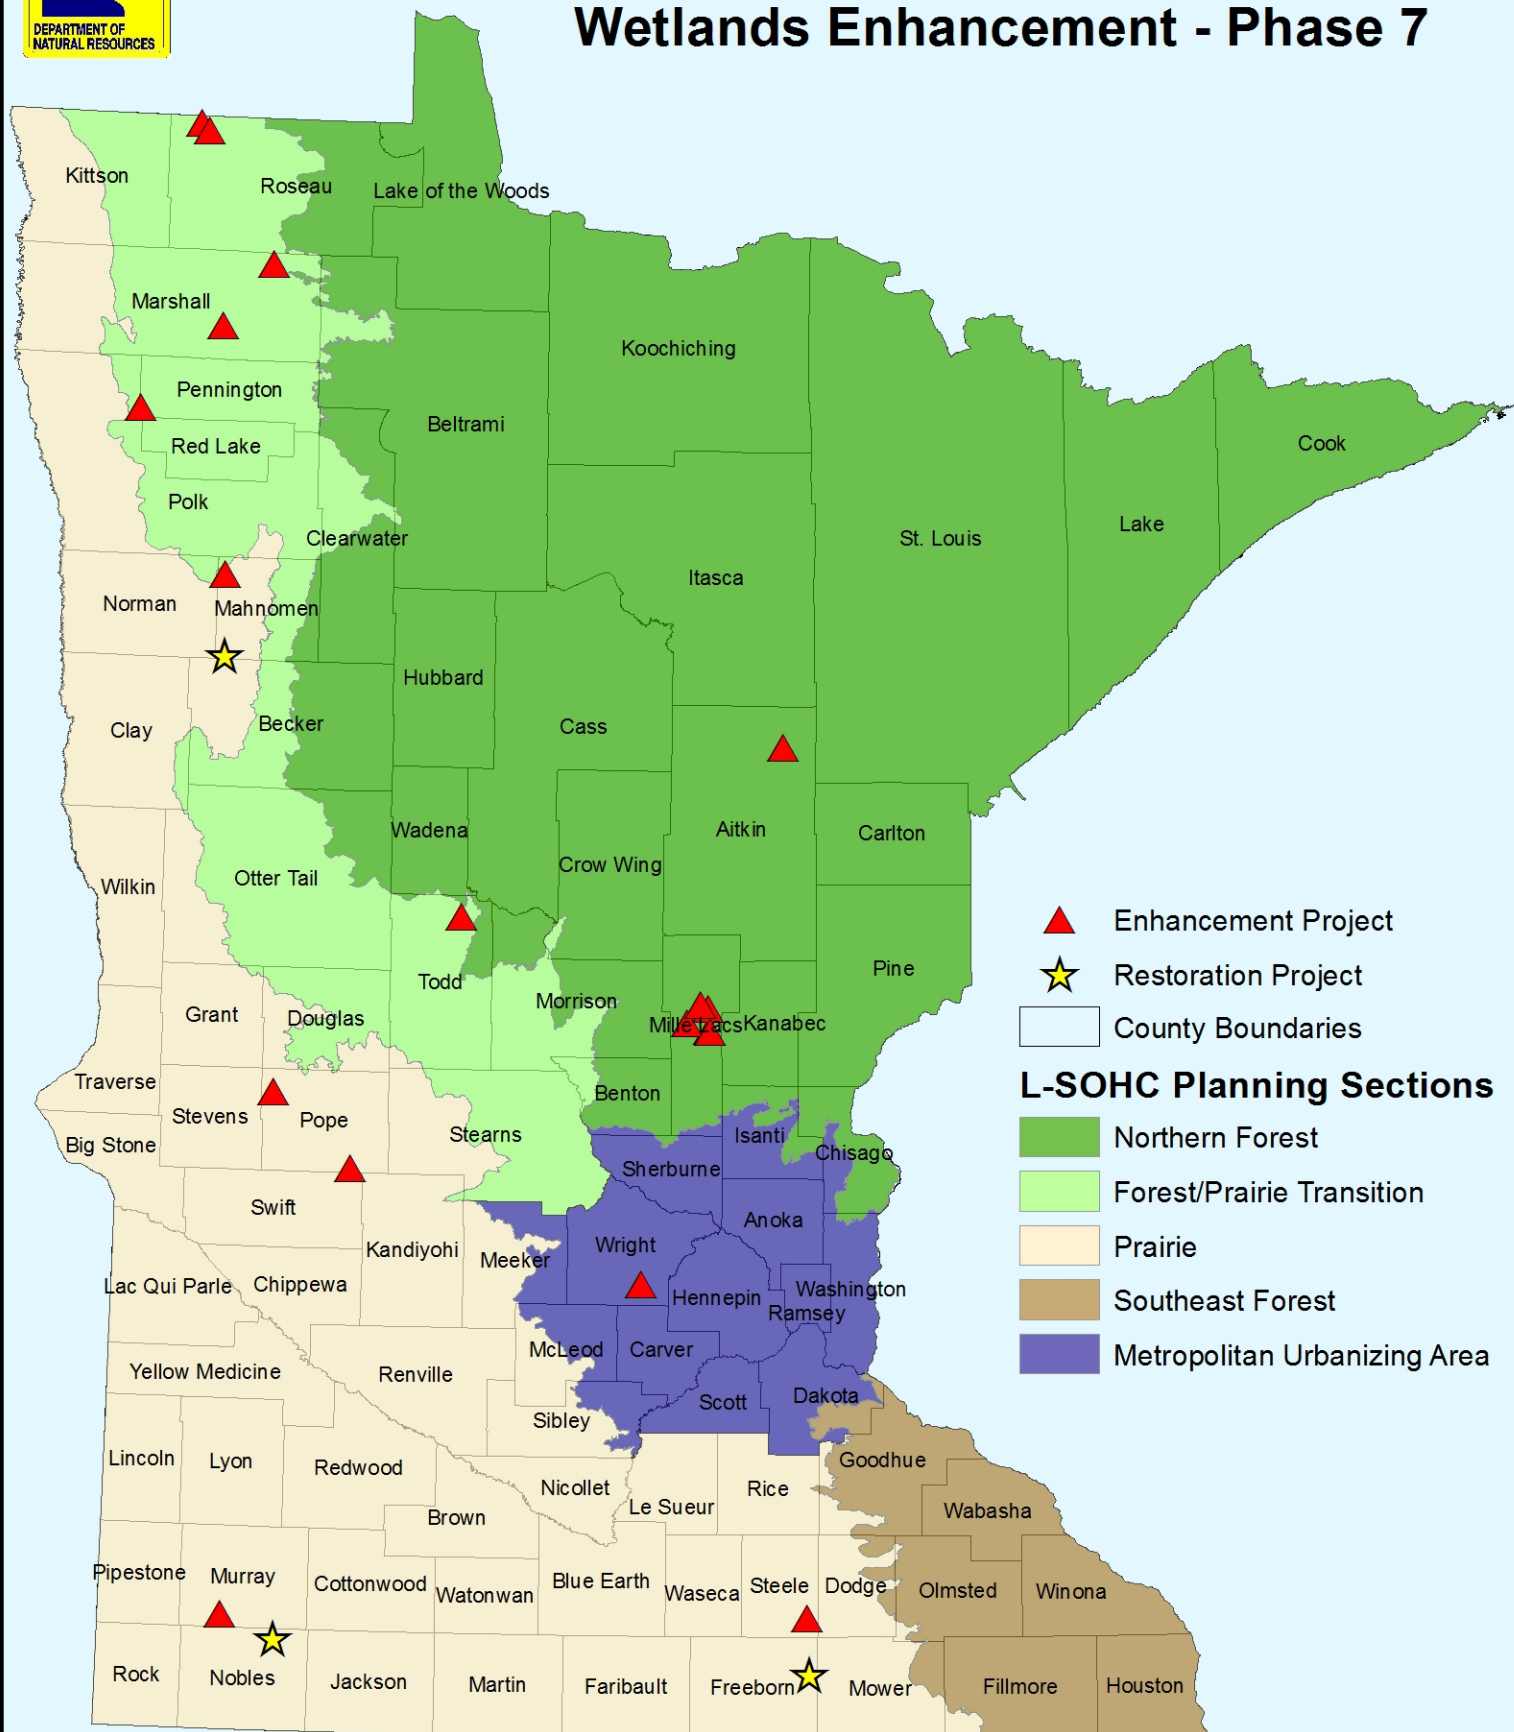 DEPARTMENT OF
NATURAL RESOURCES
Wetlands Enhancement - Phase 7
Kittson
Roseau
Lake of the Woods
Marshall
Koochiching
Pennington
Beltrami
Red Lake
Cook
Polk
Lake
Clearwater
St. Louis
Itasca
Norman
Mahnomen
Hubbard
Becker
Cass
Clay
Wadena
Aitkin
Carlton
Crow Wing
Otter Tail
Wilkin
Enhancement Project
Restoration Project
County Boundaries
L-SOHC Planning Sections
Northern Forest
Forest/Prairie Transition
Prairie
Southeast Forest
Metropolitan Urbanizing Area
Pine
Todd
Morrison
Grant
Douglas
Mille Lacs
Kanabec
Traverse
Benton
Stevens
Pope
Stearns
Isanti
Big Stone
Chisago
Sherburne
Swift
Anoka
Kandiyohi
Wright
Meeker
Lac Qui Parle
Chippewa
Washington
Hennepin
Ramsey
McLeod
Carver
Yellow Medicine
Renville
Dakota
Scott
Sibley
Lincoln
Lyon
Redwood
Goodhue
Nicollet
Rice
Le Sueur
Wabasha
Brown
Pipestone
Murray
Cottonwood
Watonwan
Blue Earth
Waseca
Steele
Dodge
Olmsted
Winona
Rock
Nobles
Jackson
Martin
Faribault
Freeborn
Mower
Fillmore
Houston